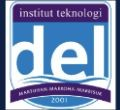 institut teknologi
del
MARTUHAN MARROHA MARBISUK
2001